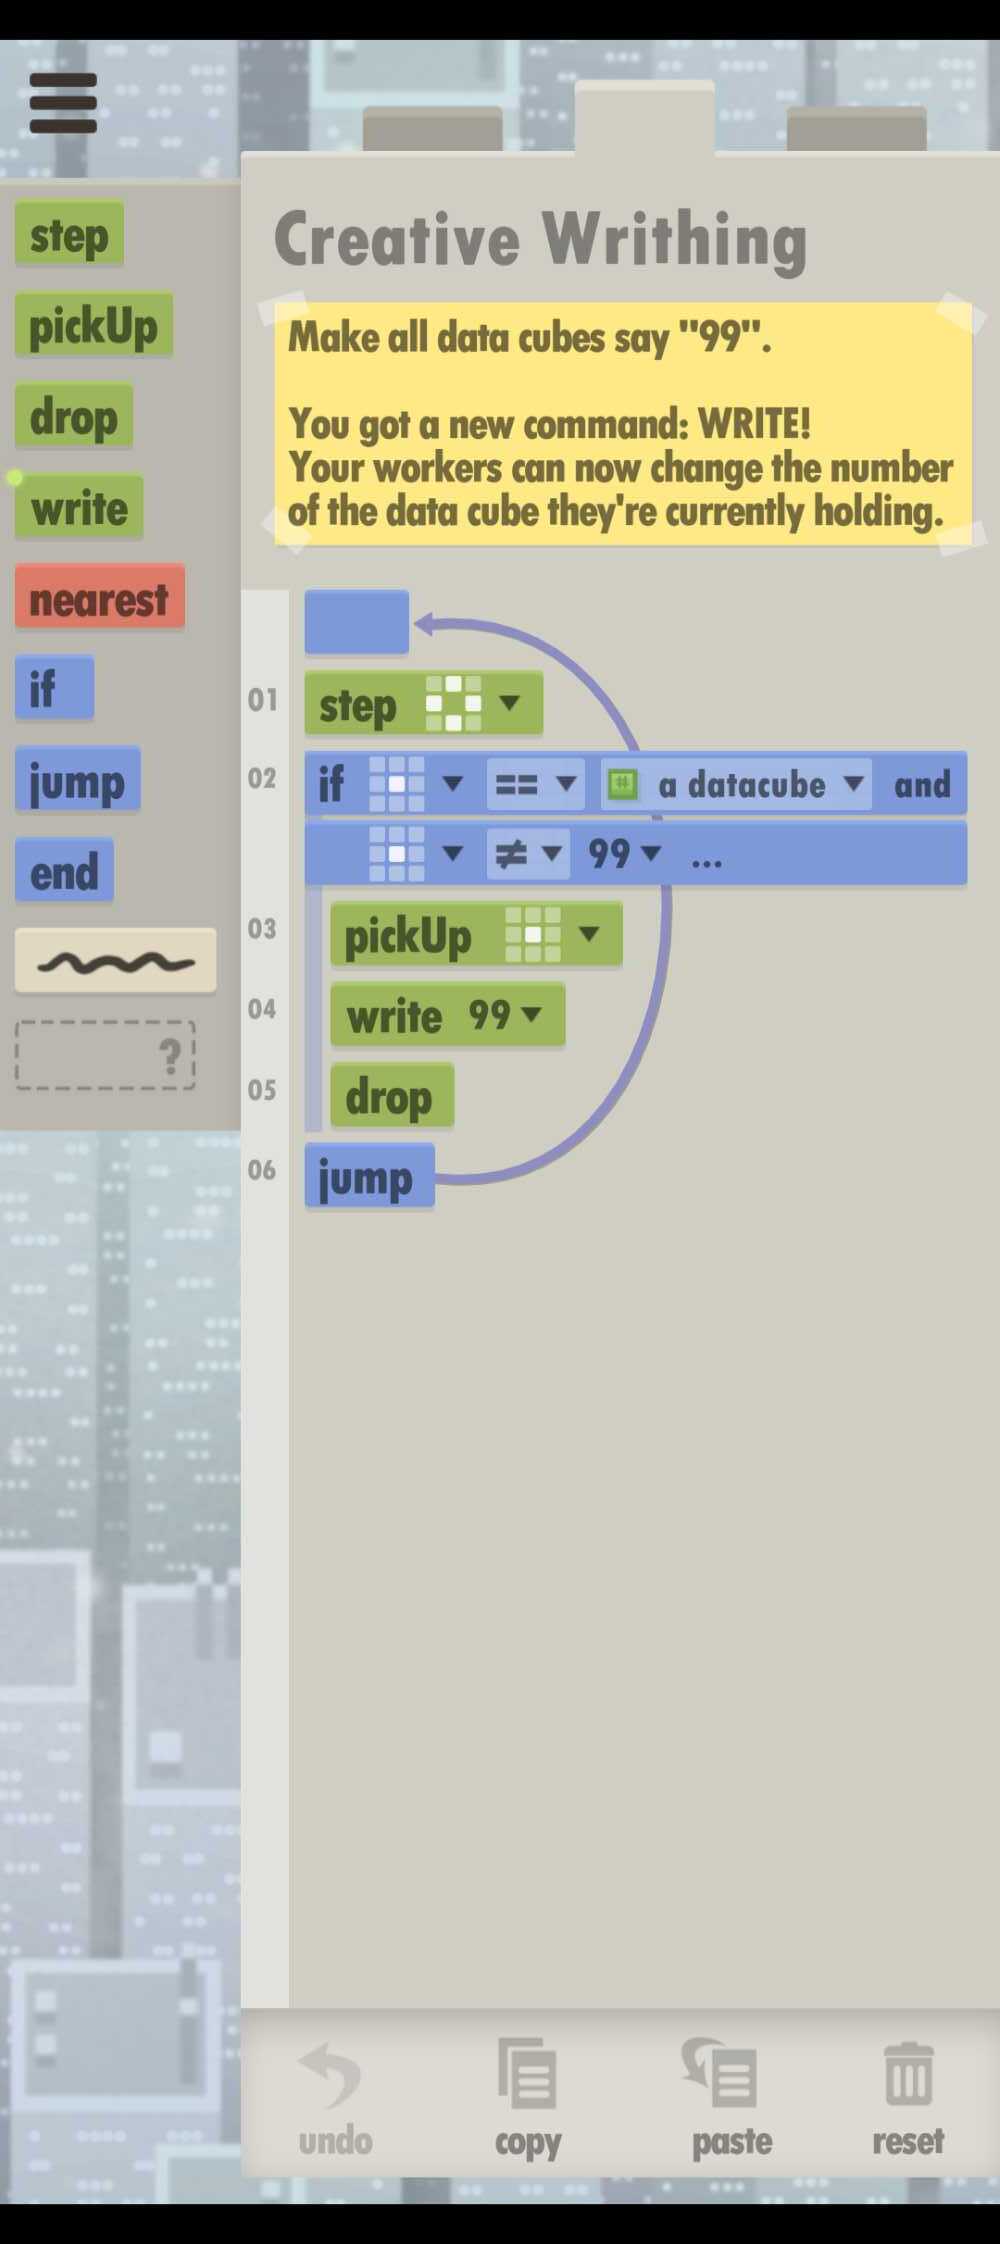 step
pickUp
drop
write
nearest
if
jump
end
?
Creative Writhing
Make all data cubes say "99".
You got a new command: WRITE!
Your workers can now change the number
of the data cube they're currently holding.
01 step
02 if == a datacube and
≠ 99 ...
03 pickUp
04 write 99
05 drop
06 jump
undo copy paste reset